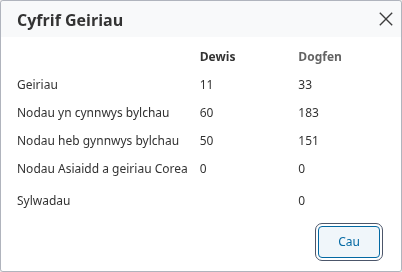 Cyfrif Geiriau
Dewis Dogfen
Geiriau 11 33
Nodau yn cynnwys bylchau 60 183
Nodau heb gynnwys bylchau 50 151
Nodau Asiaidd a geiriau Corea 0 0
Sylwadau 0
Cau